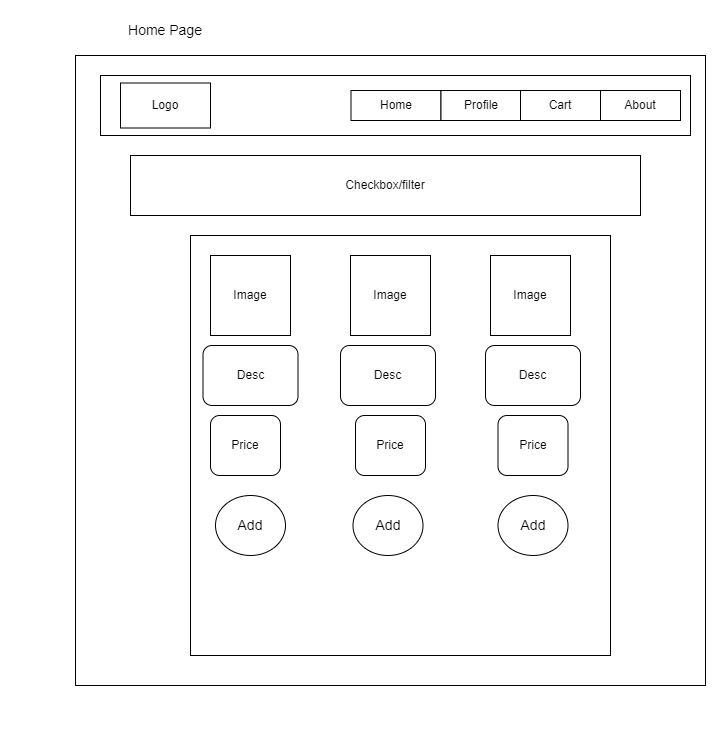 Home Page
Logo
Home
Profile
Cart
About
Checkbox/filter
Image
Image
Image
Desc
Desc
Desc
Price
Price
Price
Add
Add
Add